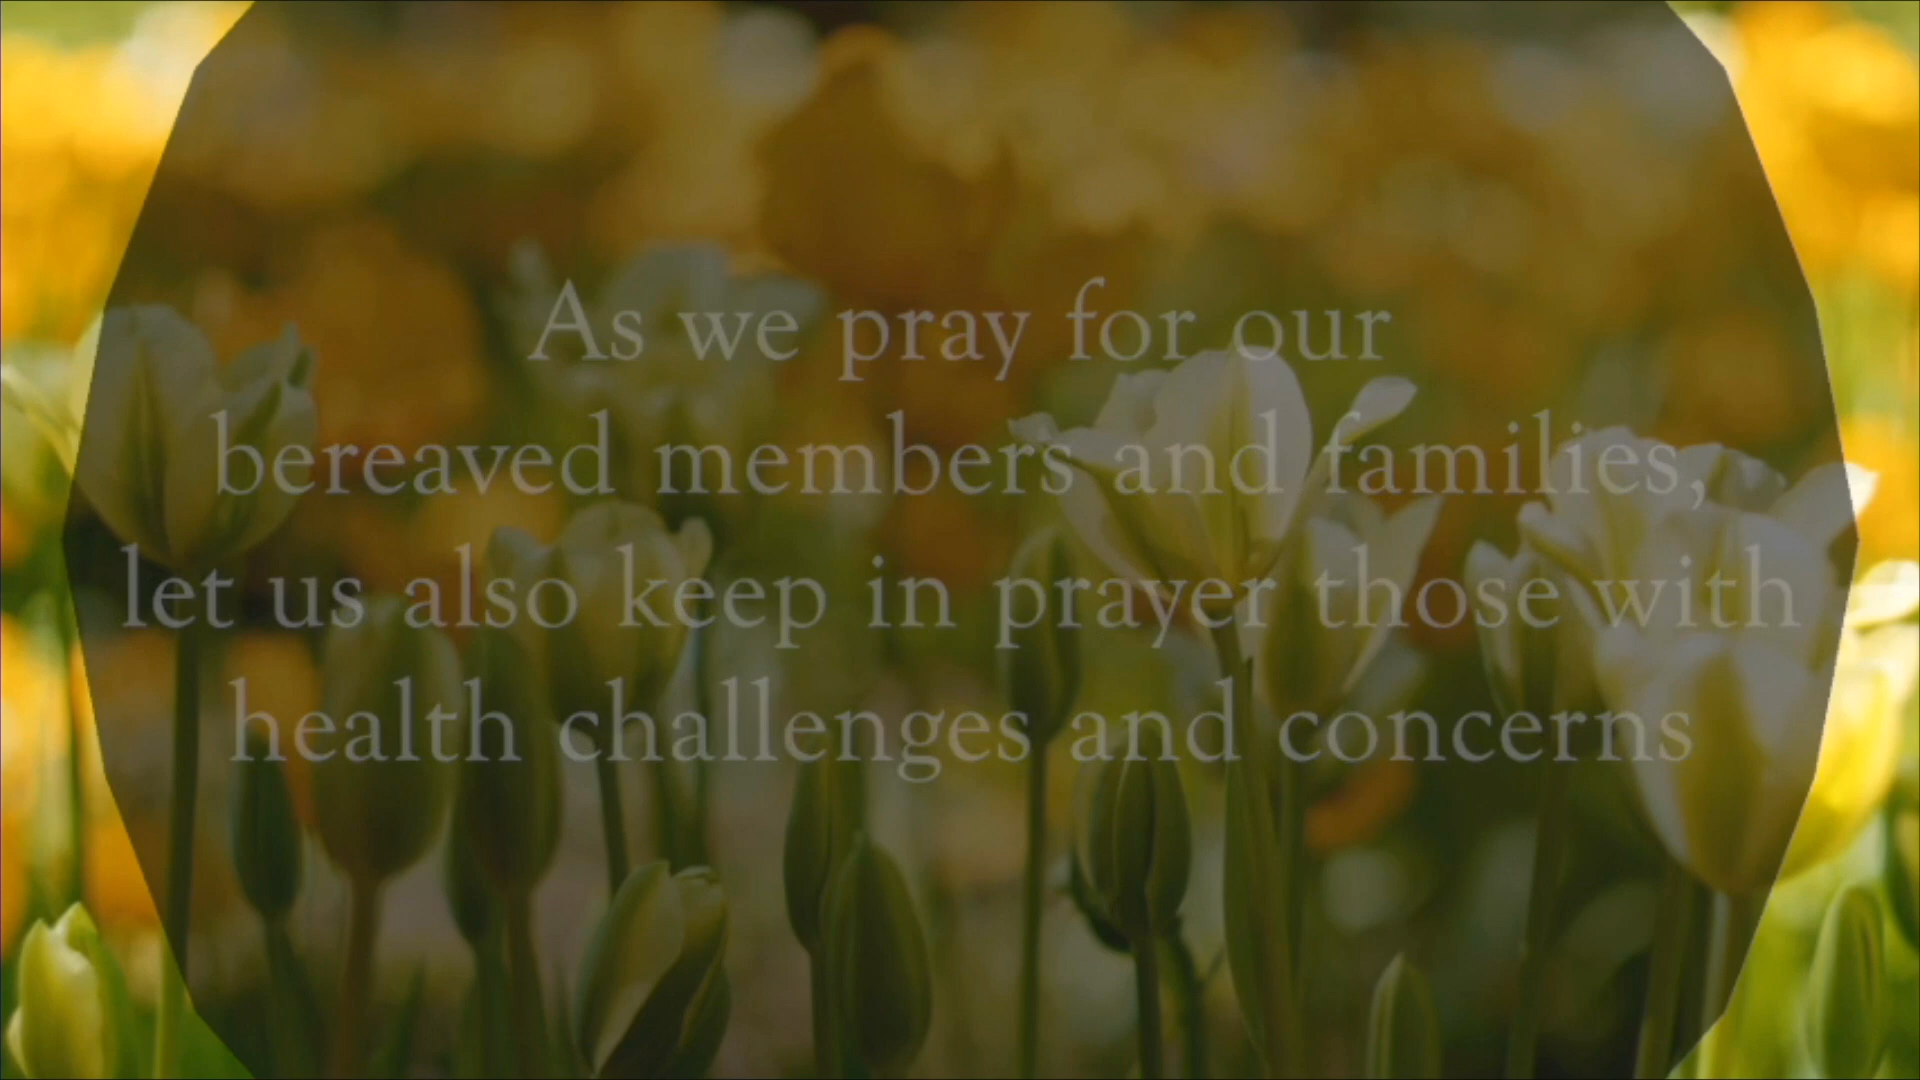 As we pray for our
bereaved members and families,
let us also keep in prayer those with
health challenges and concerns